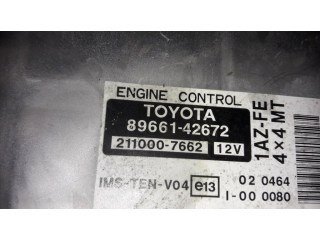 ENGINE CONTROL
TOYOTA
89661-42672
211000-7662 12V
1AZ-FE
4×4 MT
IMS-TEN-V04 e13 02 0464
I-00 0080